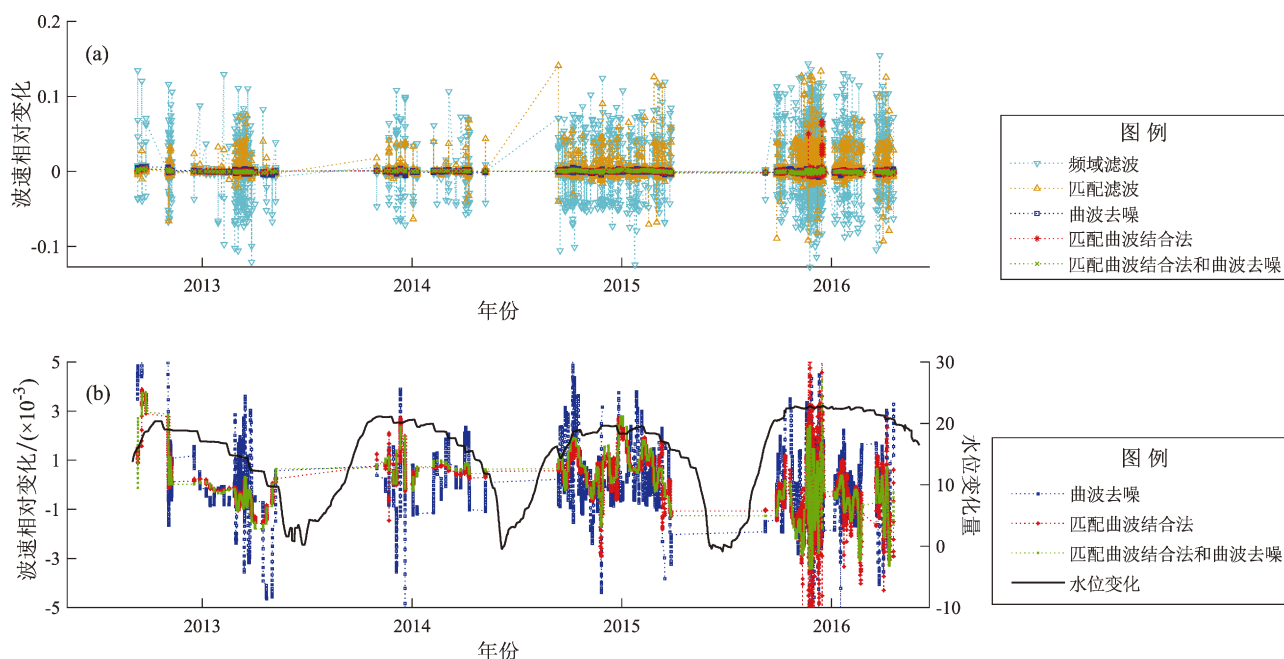 0.2
(a)
0.1
0
-0.1
波速相对变化
2013
2014
2015
2016
年份
图 例
频域滤波
匹配滤波
曲波去噪
匹配曲波结合法
匹配曲波结合法和曲波去噪
5
(b)
3
1
-1
-3
-5
波速相对变化/(×10⁻³)
30
20
10
0
-10
水位变化量
2013
2014
2015
2016
年份
图 例
曲波去噪
匹配曲波结合法
匹配曲波结合法和曲波去噪
水位变化